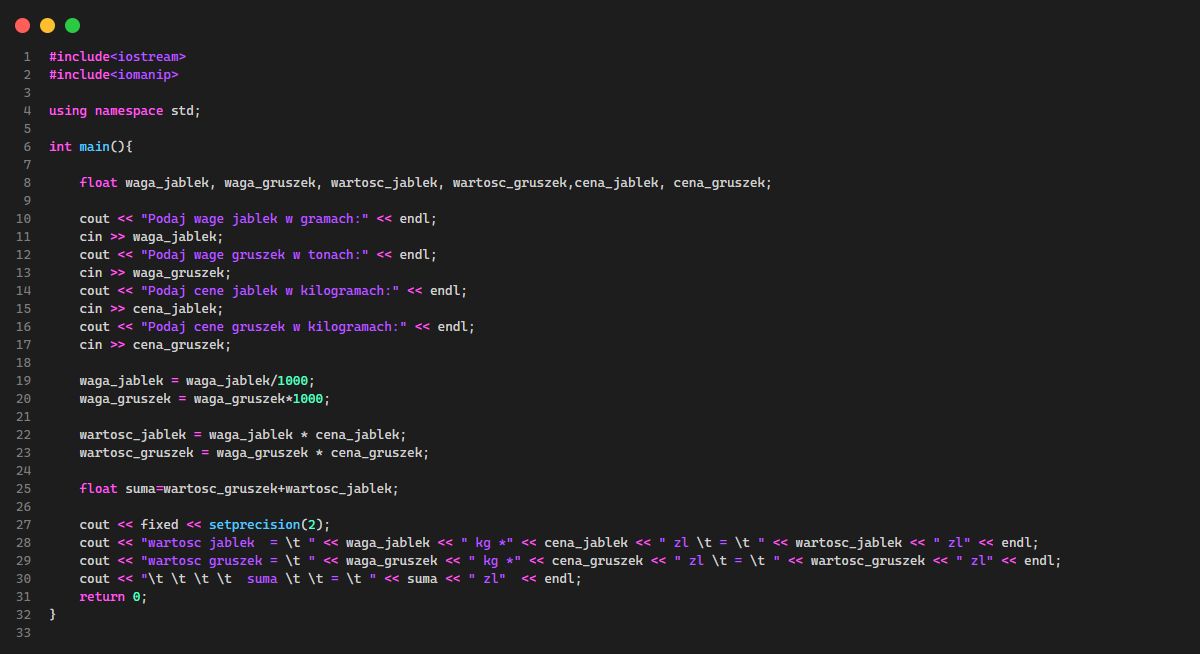 1 #include<iostream>
2 #include<iomanip>
3
4 using namespace std;
5
6 int main(){
7
8     float waga_jablek, waga_gruszek, wartosc_jablek, wartosc_gruszek,cena_jablek, cena_gruszek;
9
10     cout << "Podaj wage jablek w gramach:" << endl;
11     cin >> waga_jablek;
12     cout << "Podaj wage gruszek w tonach:" << endl;
13     cin >> waga_gruszek;
14     cout << "Podaj cene jablek w kilogramach:" << endl;
15     cin >> cena_jablek;
16     cout << "Podaj cene gruszek w kilogramach:" << endl;
17     cin >> cena_gruszek;
18
19     waga_jablek = waga_jablek/1000;
20     waga_gruszek = waga_gruszek*1000;
21
22     wartosc_jablek = waga_jablek * cena_jablek;
23     wartosc_gruszek = waga_gruszek * cena_gruszek;
24
25     float suma=wartosc_gruszek+wartosc_jablek;
26
27     cout << fixed << setprecision(2);
28     cout << "wartosc jablek  = \t " << waga_jablek << " kg *" << cena_jablek << " zl \t = \t " << wartosc_jablek << " zl" << endl;
29     cout << "wartosc gruszek = \t " << waga_gruszek << " kg *" << cena_gruszek << " zl \t = \t " << wartosc_gruszek << " zl" << endl;
30     cout << "\t \t \t \t  suma \t \t = \t " << suma << " zl"  << endl;
31     return 0;
32 }
33